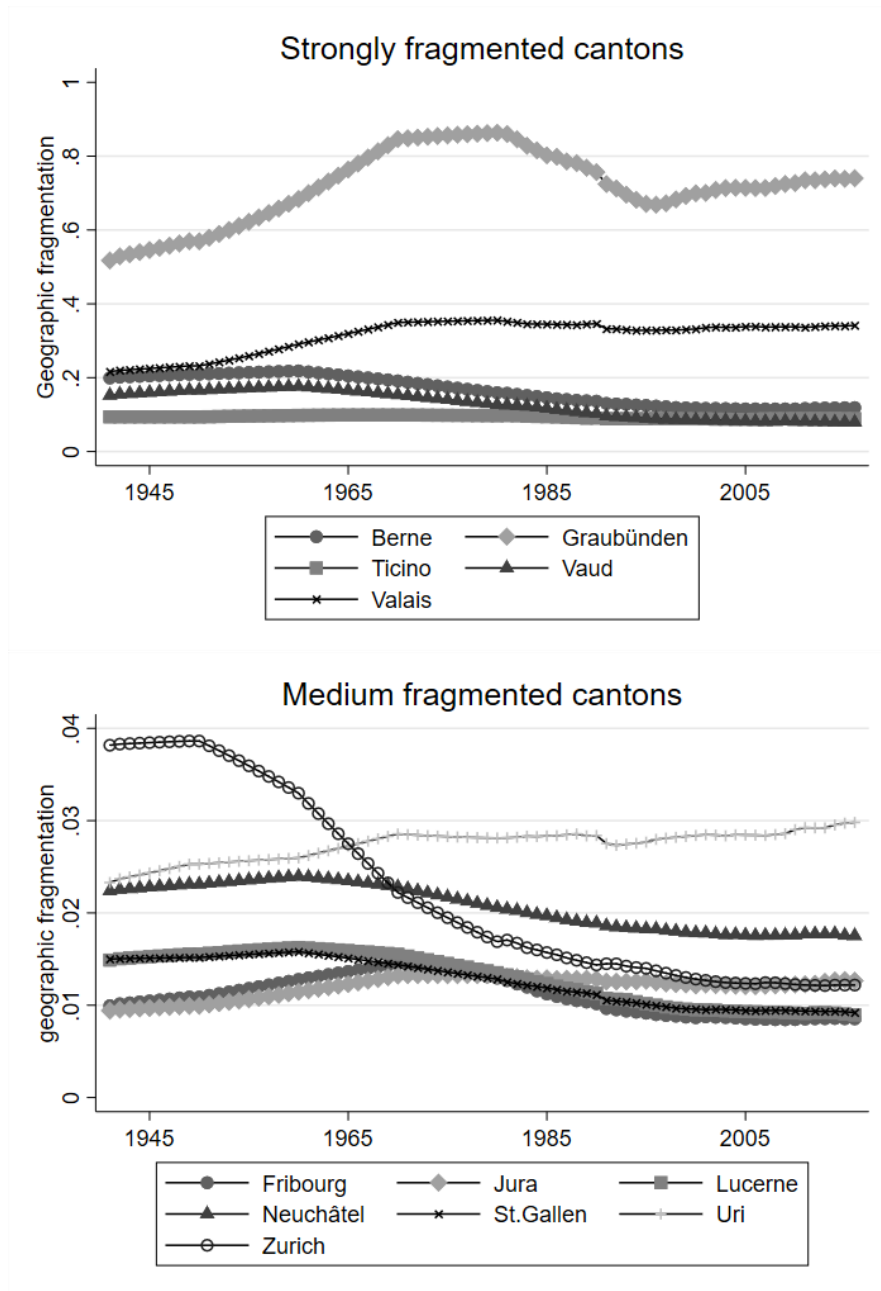 Strongly fragmented cantons
Geographic fragmentation
1
.8
.6
.4
.2
0
1945 1965 1985 2005
Berne Graubünden
Ticino Vaud
Valais
Medium fragmented cantons
geographic fragmentation
.04
.03
.02
.01
0
1945 1965 1985 2005
Fribourg Jura Lucerne
Neuchâtel St.Gallen Uri
Zurich